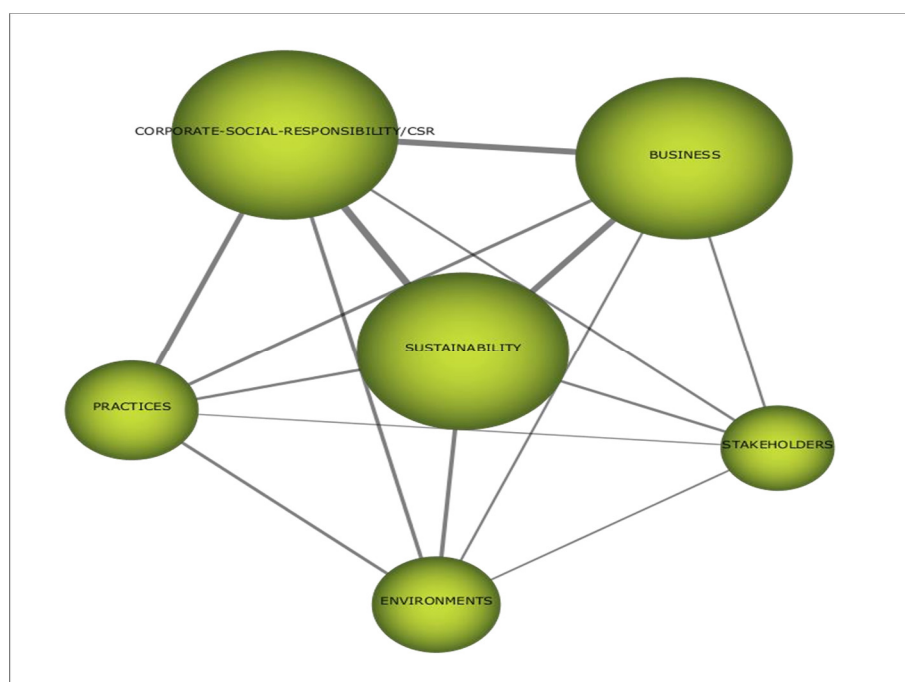 CORPORATE-SOCIAL-RESPONSIBILITY/CSR
BUSINESS
SUSTAINABILITY
PRACTICES
STAKEHOLDERS
ENVIRONMENTS